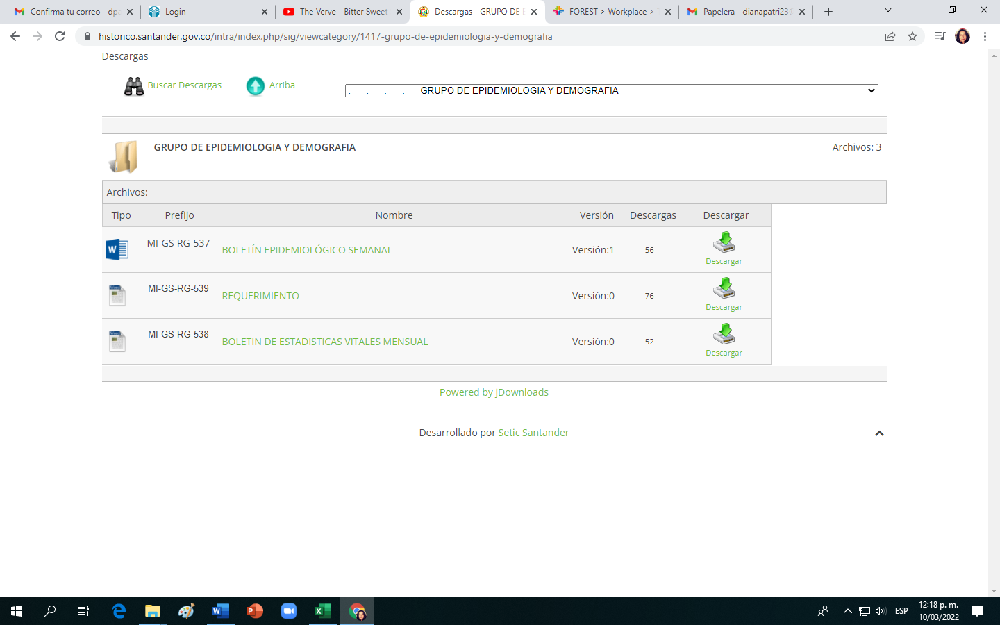 Confirma tu correo - dpa
Login
The Verve - Bitter Sweet
Descargas - GRUPO DE E
FOREST > Workplace >
Papelera - dianapatri23@
historico.santander.gov.co/intra/index.php/sig/viewcategory/1417-grupo-de-epidemiologia-y-demografia
Descargas
Buscar Descargas
Arriba
. . . . GRUPO DE EPIDEMIOLOGIA Y DEMOGRAFIA
GRUPO DE EPIDEMIOLOGIA Y DEMOGRAFIA
Archivos: 3
Archivos:
Tipo Prefijo Nombre Versión Descargas Descargar
MI-GS-RG-537 BOLETÍN EPIDEMIOLÓGICO SEMANAL Versión:1 56 Descargar
MI-GS-RG-539 REQUERIMIENTO Versión:0 76 Descargar
MI-GS-RG-538 BOLETIN DE ESTADISTICAS VITALES MENSUAL Versión:0 52 Descargar
Powered by jDownloads
Desarrollado por Setic Santander
ESP
12:18 p. m.
10/03/2022